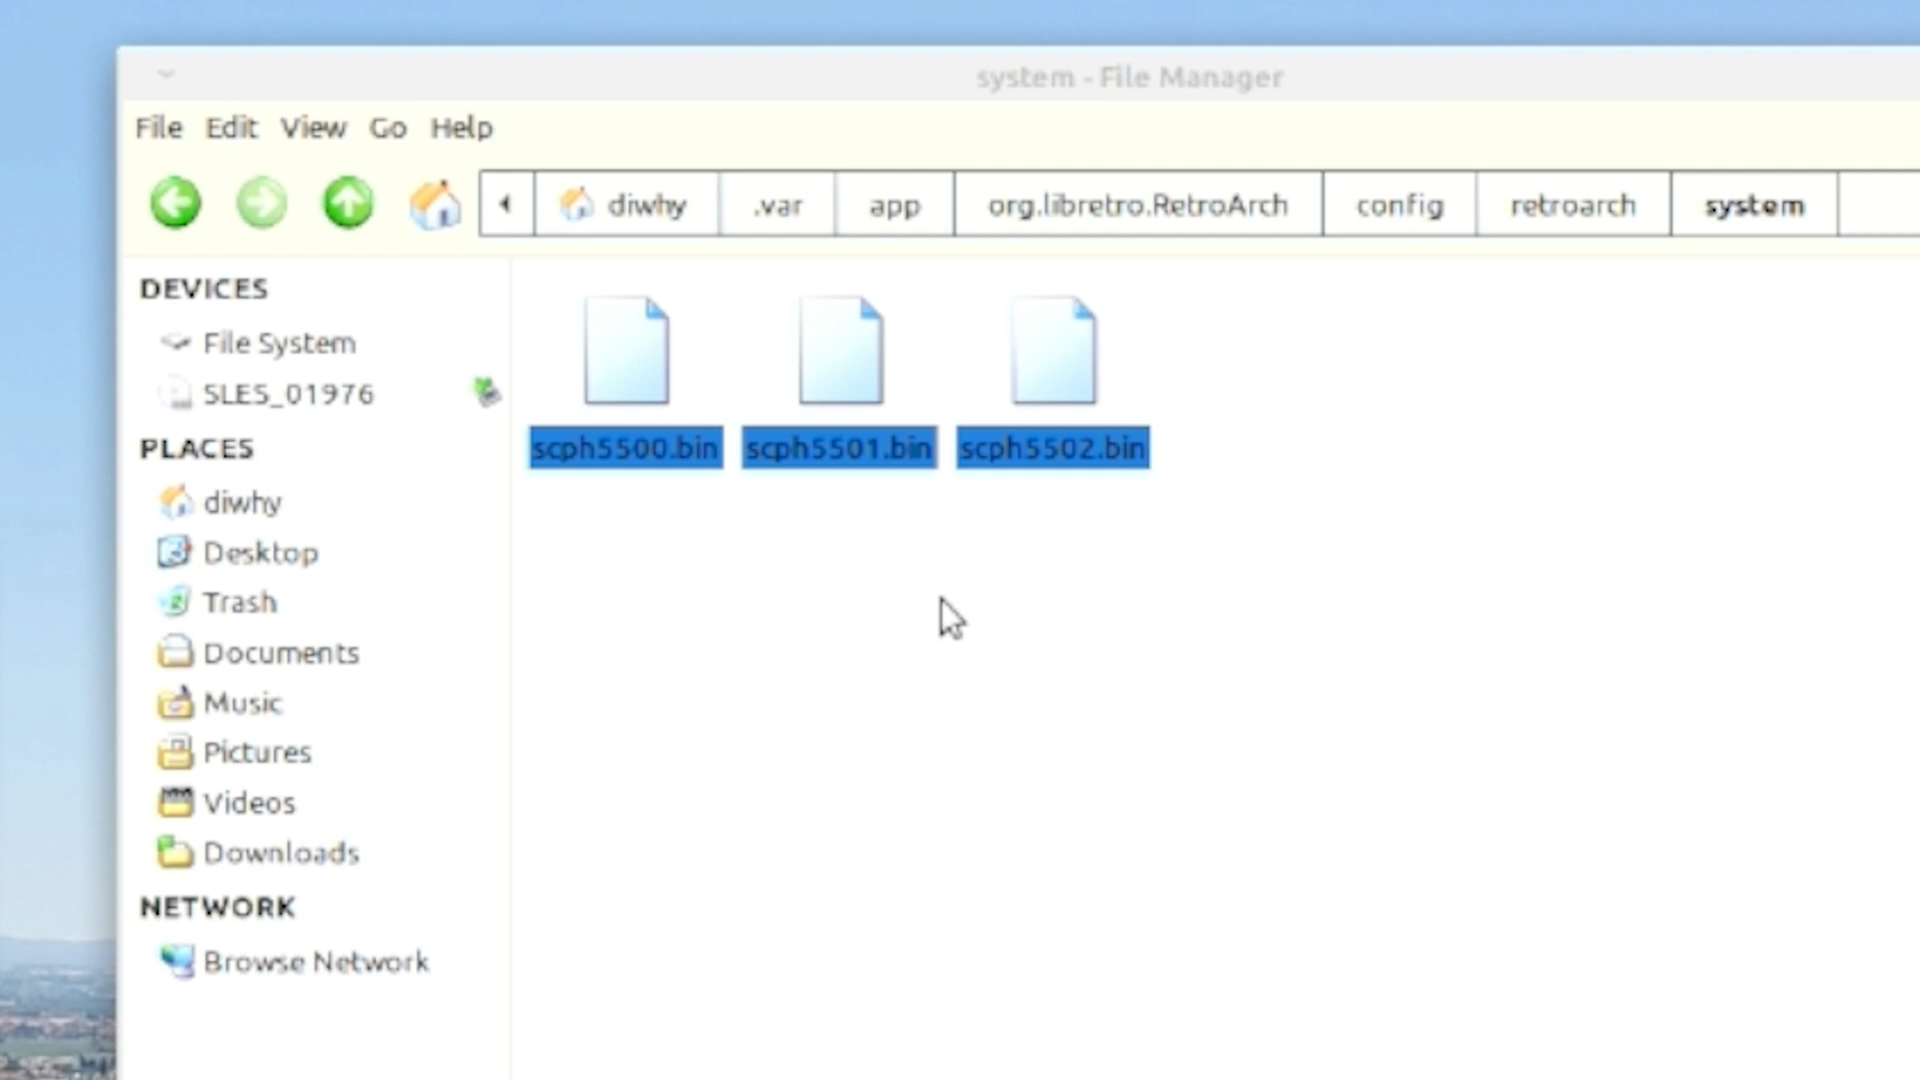 system - File Manager
File Edit View Go Help
diwhy .var app org.libretro.RetroArch config retroarch system
DEVICES
File System
SLES_01976
PLACES
diwhy
Desktop
Trash
Documents
Music
Pictures
Videos
Downloads
NETWORK
Browse Network
scph5500.bin scph5501.bin scph5502.bin